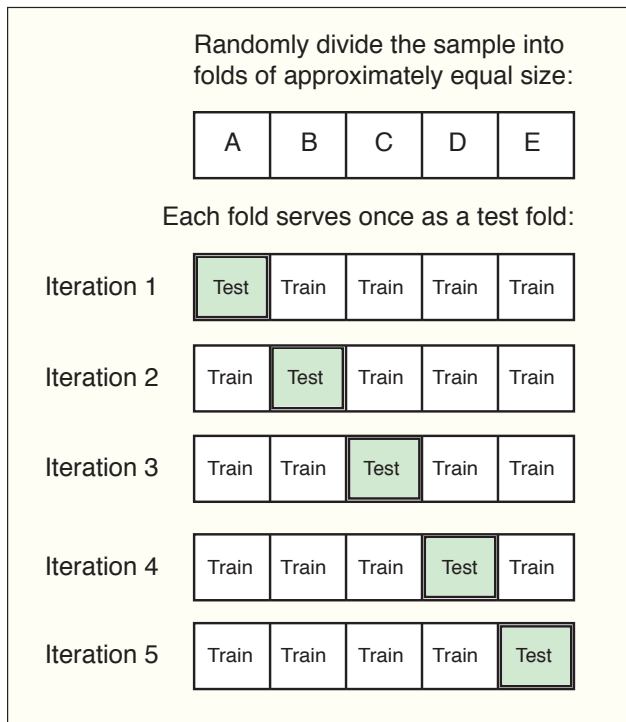 Randomly divide the sample into
folds of approximately equal size:
A B C D E
Each fold serves once as a test fold:
Iteration 1 Test Train Train Train Train
Iteration 2 Train Test Train Train Train
Iteration 3 Train Train Test Train Train
Iteration 4 Train Train Train Test Train
Iteration 5 Train Train Train Train Test